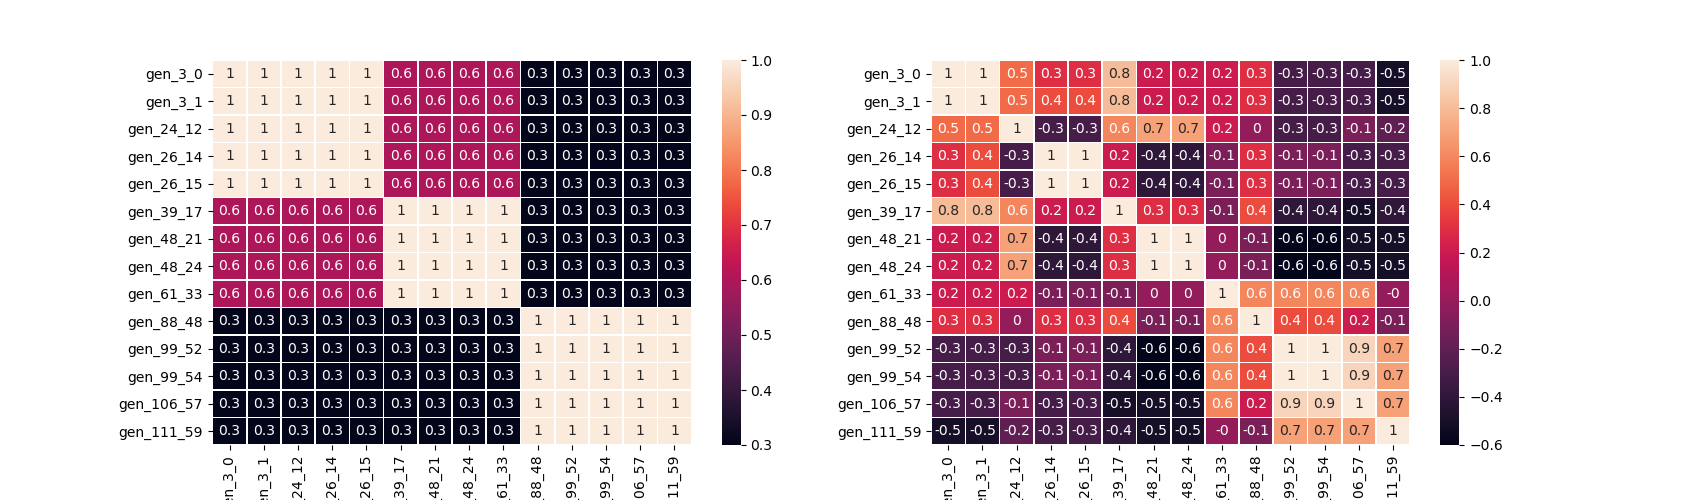 gen_3_0 1 1 1 1 1 0.6 0.6 0.6 0.6 0.3 0.3 0.3 0.3 0.3
gen_3_1 1 1 1 1 1 0.6 0.6 0.6 0.6 0.3 0.3 0.3 0.3 0.3
gen_24_12 1 1 1 1 1 0.6 0.6 0.6 0.6 0.3 0.3 0.3 0.3 0.3
gen_26_14 1 1 1 1 1 0.6 0.6 0.6 0.6 0.3 0.3 0.3 0.3 0.3
gen_26_15 1 1 1 1 1 0.6 0.6 0.6 0.6 0.3 0.3 0.3 0.3 0.3
gen_39_17 0.6 0.6 0.6 0.6 0.6 1 1 1 1 0.3 0.3 0.3 0.3 0.3
gen_48_21 0.6 0.6 0.6 0.6 0.6 1 1 1 1 0.3 0.3 0.3 0.3 0.3
gen_48_24 0.6 0.6 0.6 0.6 0.6 1 1 1 1 0.3 0.3 0.3 0.3 0.3
gen_61_33 0.6 0.6 0.6 0.6 0.6 1 1 1 1 0.3 0.3 0.3 0.3 0.3
gen_88_48 0.3 0.3 0.3 0.3 0.3 0.3 0.3 0.3 0.3 1 1 1 1 1
gen_99_52 0.3 0.3 0.3 0.3 0.3 0.3 0.3 0.3 0.3 1 1 1 1 1
gen_99_54 0.3 0.3 0.3 0.3 0.3 0.3 0.3 0.3 0.3 1 1 1 1 1
gen_106_57 0.3 0.3 0.3 0.3 0.3 0.3 0.3 0.3 0.3 1 1 1 1 1
gen_111_59 0.3 0.3 0.3 0.3 0.3 0.3 0.3 0.3 0.3 1 1 1 1 1
en_3_0 en_3_1 _24_12 _26_14 _26_15 _39_17 _48_21 _48_24 _61_33 _88_48 _99_52 _99_54 06_57 11_59
1.0
0.9
0.8
0.7
0.6
0.5
0.4
0.3
gen_3_0 1 1 0.5 0.3 0.3 0.8 0.2 0.2 0.2 0.3 -0.3 -0.3 -0.3 -0.5
gen_3_1 1 1 0.5 0.4 0.4 0.8 0.2 0.2 0.2 0.3 -0.3 -0.3 -0.3 -0.5
gen_24_12 0.5 0.5 1 -0.3 -0.3 0.6 0.7 0.7 0.2 0 -0.3 -0.3 -0.1 -0.2
gen_26_14 0.3 0.4 -0.3 1 1 0.2 -0.4 -0.4 -0.1 0.3 -0.1 -0.1 -0.3 -0.3
gen_26_15 0.3 0.4 -0.3 1 1 0.2 -0.4 -0.4 -0.1 0.3 -0.1 -0.1 -0.3 -0.3
gen_39_17 0.8 0.8 0.6 0.2 0.2 1 0.3 0.3 -0.1 0.4 -0.4 -0.4 -0.5 -0.4
gen_48_21 0.2 0.2 0.7 -0.4 -0.4 0.3 1 1 0 -0.1 -0.6 -0.6 -0.5 -0.5
gen_48_24 0.2 0.2 0.7 -0.4 -0.4 0.3 1 1 0 -0.1 -0.6 -0.6 -0.5 -0.5
gen_61_33 0.2 0.2 0.2 -0.1 -0.1 -0.1 0 0 1 0.6 0.6 0.6 0.6 -0
gen_88_48 0.3 0.3 0 0.3 0.3 0.4 -0.1 -0.1 0.6 1 0.4 0.4 0.2 -0.1
gen_99_52 -0.3 -0.3 -0.3 -0.1 -0.1 -0.4 -0.6 -0.6 0.6 0.4 1 1 0.9 0.7
gen_99_54 -0.3 -0.3 -0.3 -0.1 -0.1 -0.4 -0.6 -0.6 0.6 0.4 1 1 0.9 0.7
gen_106_57 -0.3 -0.3 -0.1 -0.3 -0.3 -0.5 -0.5 -0.5 0.6 0.2 0.9 0.9 1 0.7
gen_111_59 -0.5 -0.5 -0.2 -0.3 -0.3 -0.4 -0.5 -0.5 -0 -0.1 0.7 0.7 0.7 1
en_3_0 en_3_1 _24_12 _26_14 _26_15 _39_17 _48_21 _48_24 _61_33 _88_48 _99_52 _99_54 06_57 11_59
1.0
0.8
0.6
0.4
0.2
0.0
−0.2
−0.4
−0.6